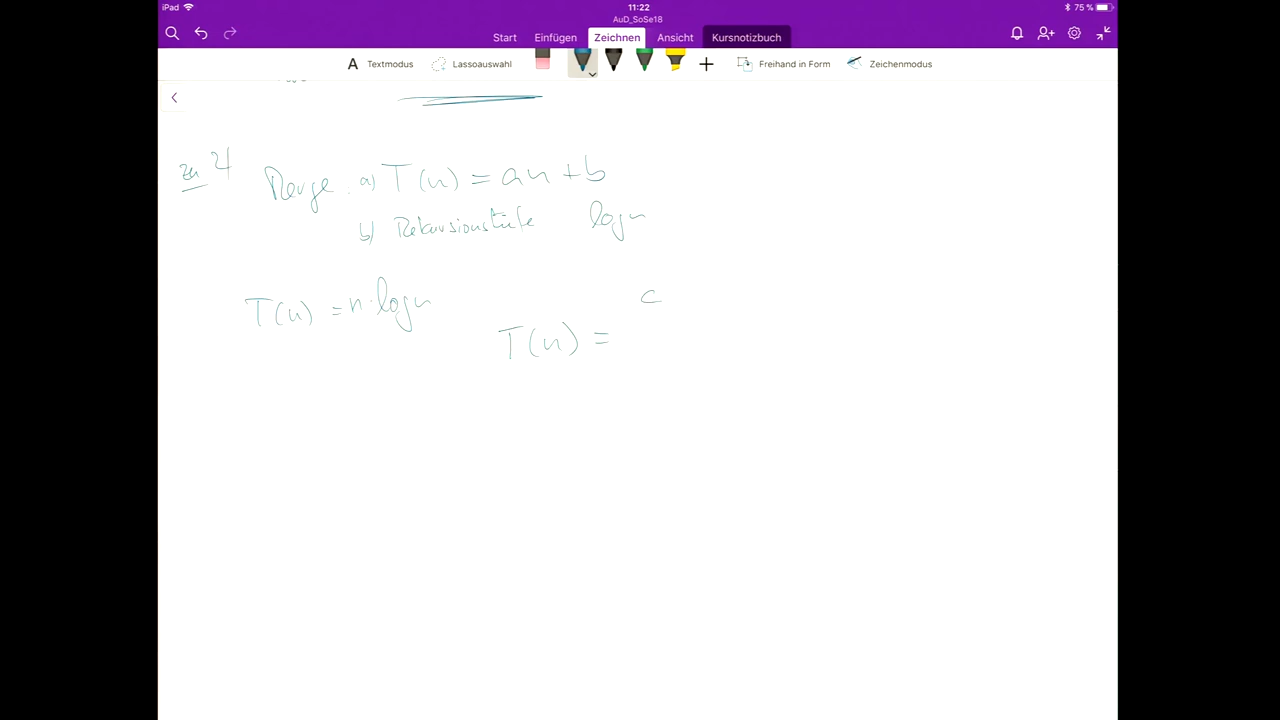 iPad 11:22 75 %
AuD_SoSe18
Start Einfügen Zeichnen Ansicht Kursnotizbuch
A Textmodus Lassoauswahl Freihand in Form Zeichenmodus
zu 4 Merge a) T(n) = an + b
b) Rekursionstiefe log n
T(n) = n · log n
c
T(n) =